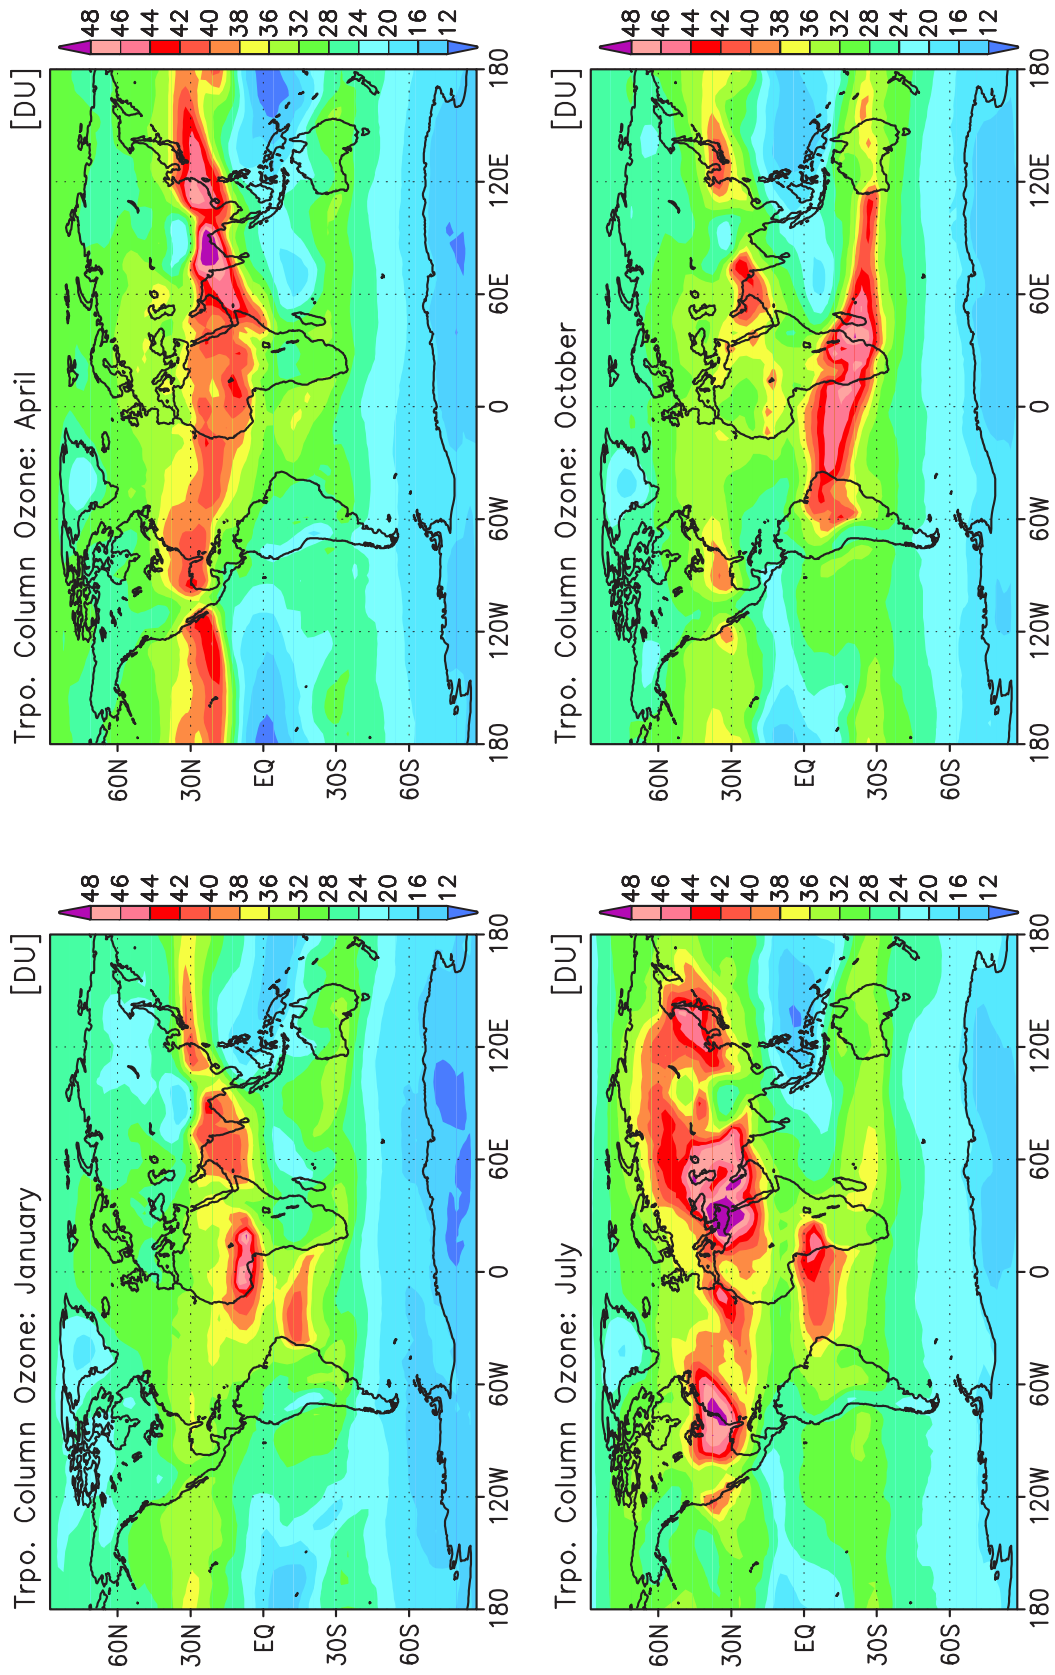 Trpo. Column Ozone: January [DU]
60N
30N
EQ
30S
60S
180 120W 60W 0 60E 120E 180
48
46
44
42
40
38
36
32
28
24
20
16
12
Trpo. Column Ozone: April [DU]
60N
30N
EQ
30S
60S
180 120W 60W 0 60E 120E 180
48
46
44
42
40
38
36
32
28
24
20
16
12
Trpo. Column Ozone: July [DU]
60N
30N
EQ
30S
60S
180 120W 60W 0 60E 120E 180
48
46
44
42
40
38
36
32
28
24
20
16
12
Trpo. Column Ozone: October [DU]
60N
30N
EQ
30S
60S
180 120W 60W 0 60E 120E 180
48
46
44
42
40
38
36
32
28
24
20
16
12